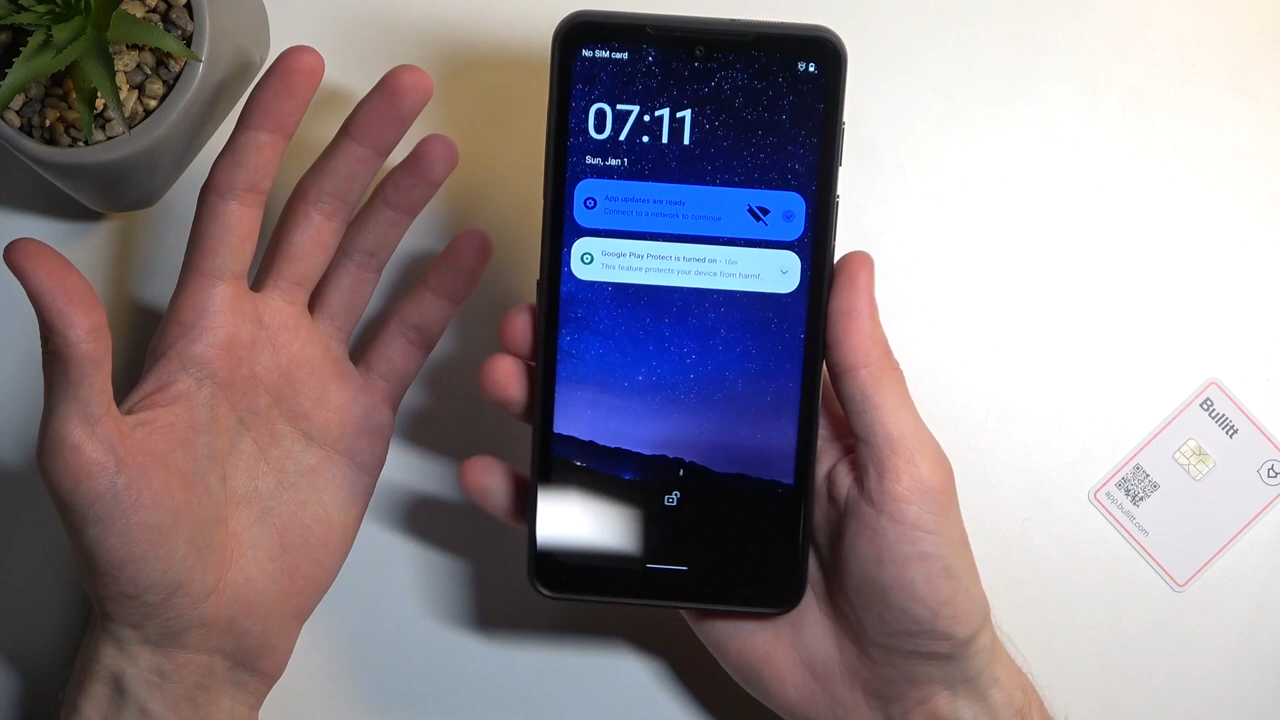 No SIM card
07:11
Sun, Jan 1
App updates are ready
Connect to a network to continue
Google Play Protect is turned on • 10m
This feature protects your device from harmf..
Bullitt
app.bullitt.com